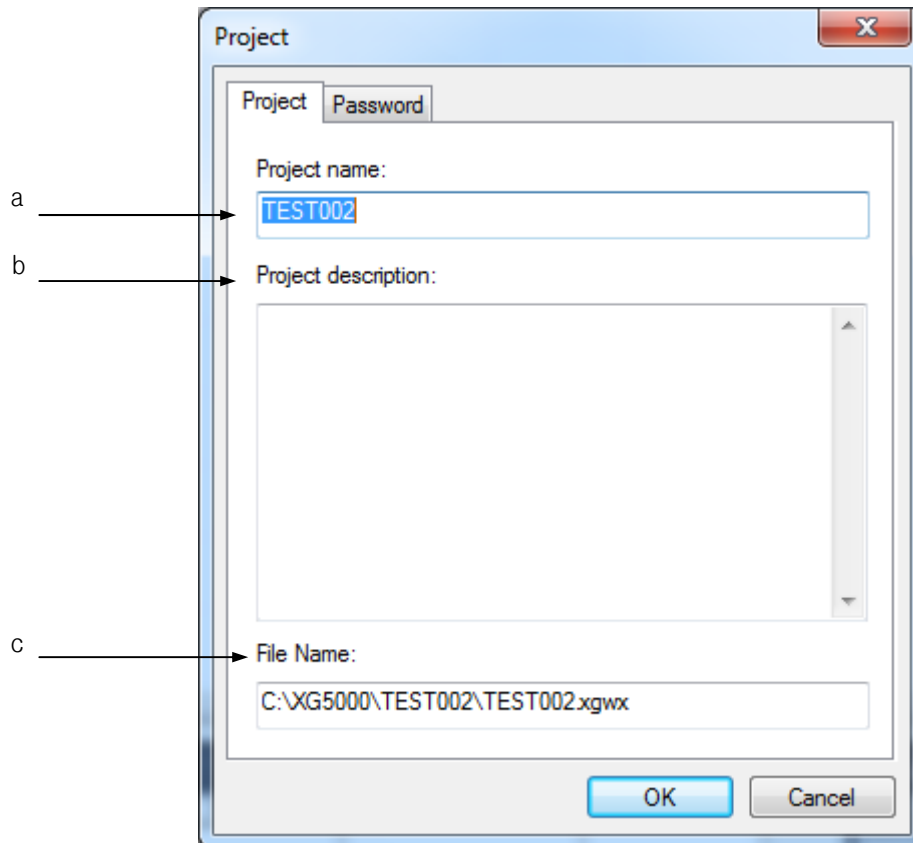 Project
Project Password
Project name:
a
TEST002
b
Project description:
c
File Name:
C:\XG5000\TEST002\TEST002.xgwx
OK Cancel